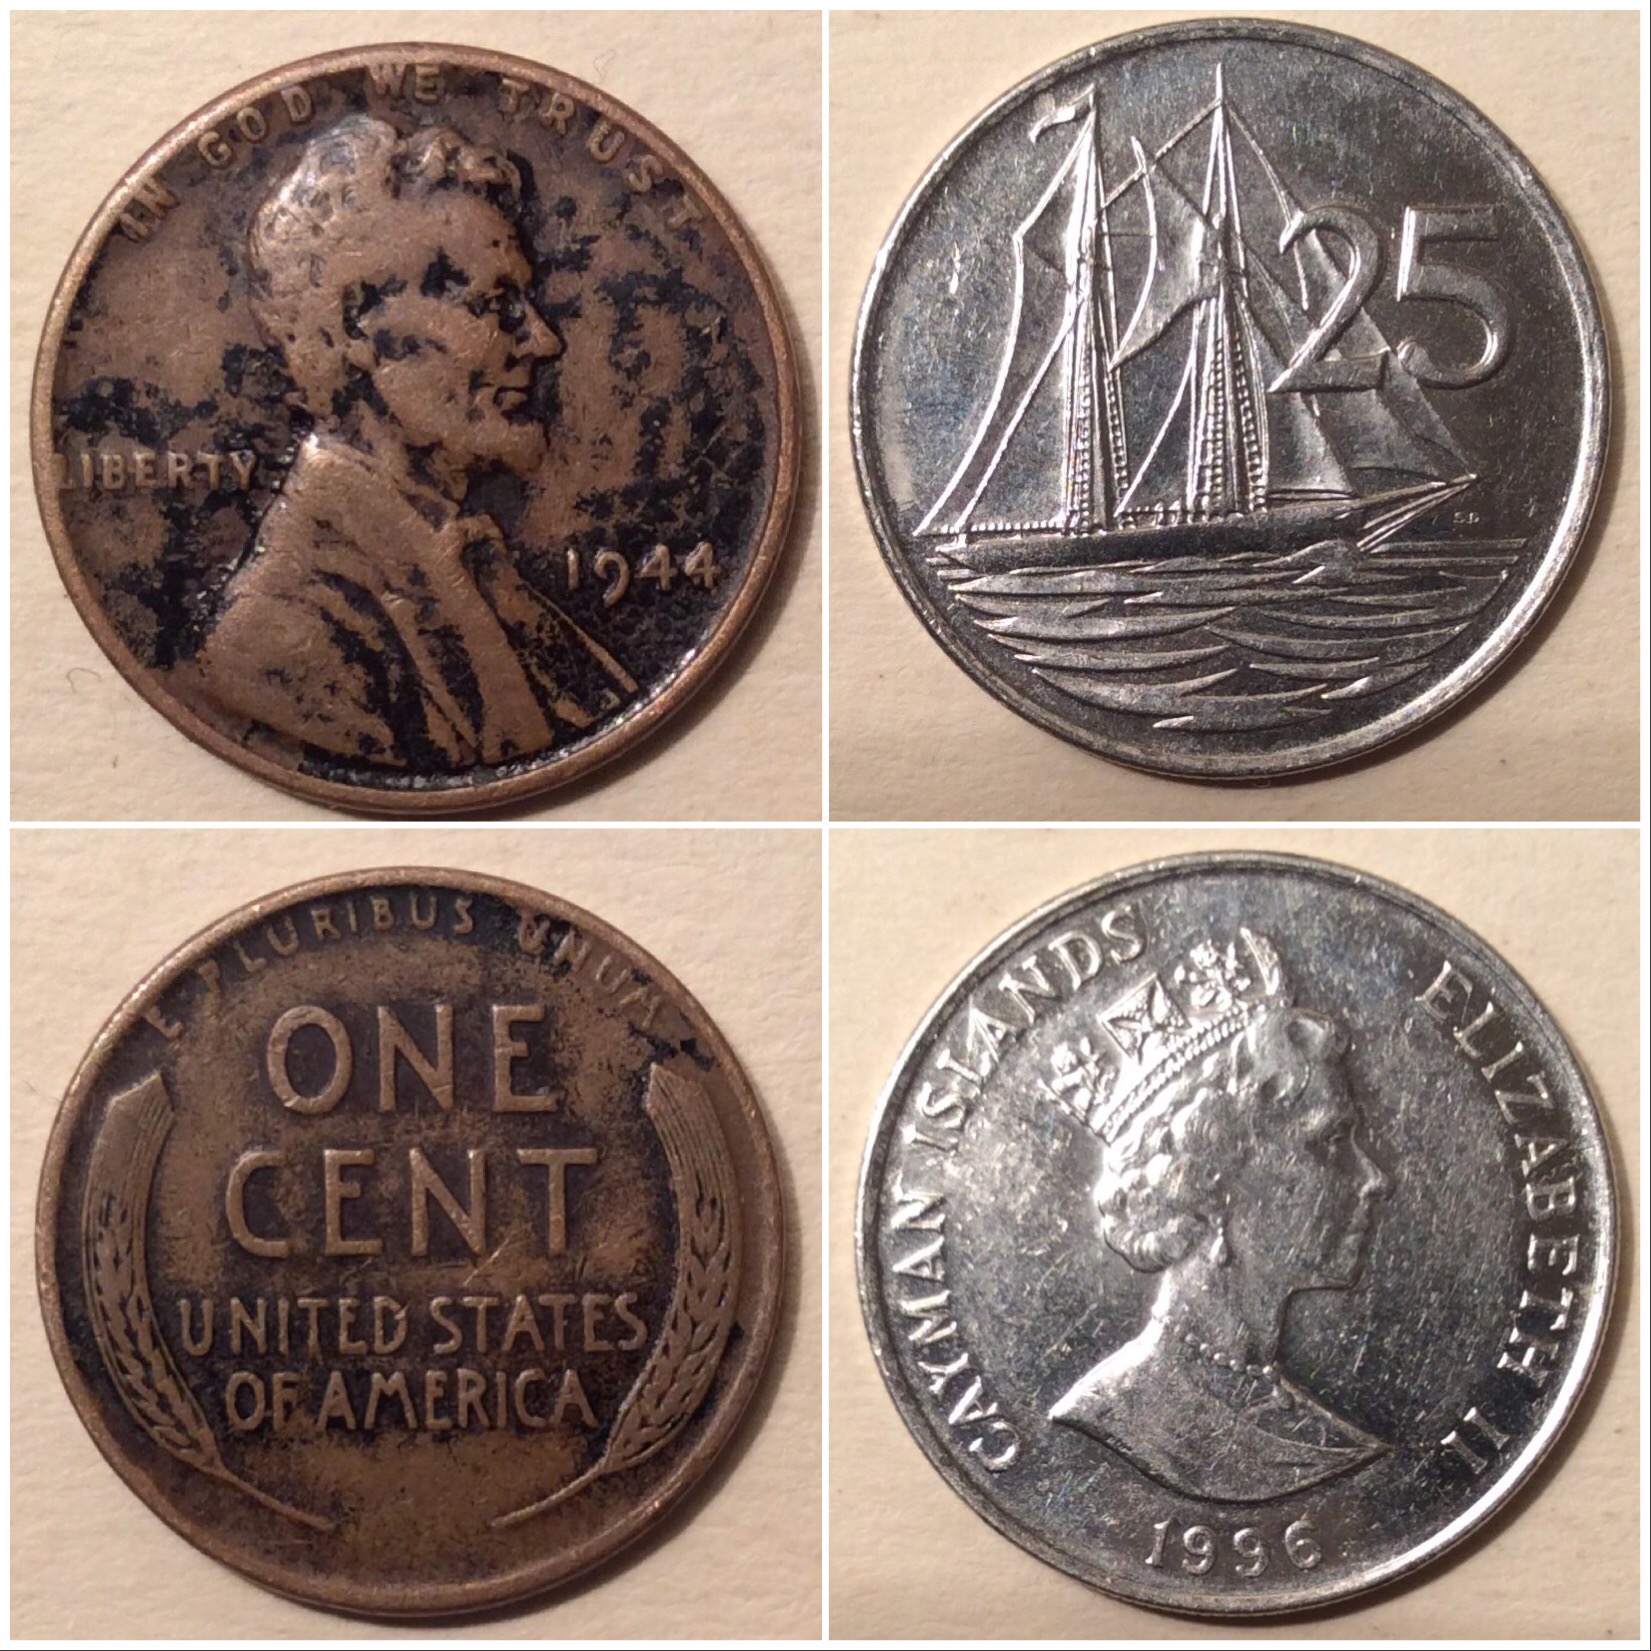 IN GOD WE TRUST
LIBERTY
1944
25
SD
E PLURIBUS UNUM
ONE
CENT
UNITED STATES
OF AMERICA
CAYMAN ISLANDS
ELIZABETH II
1996